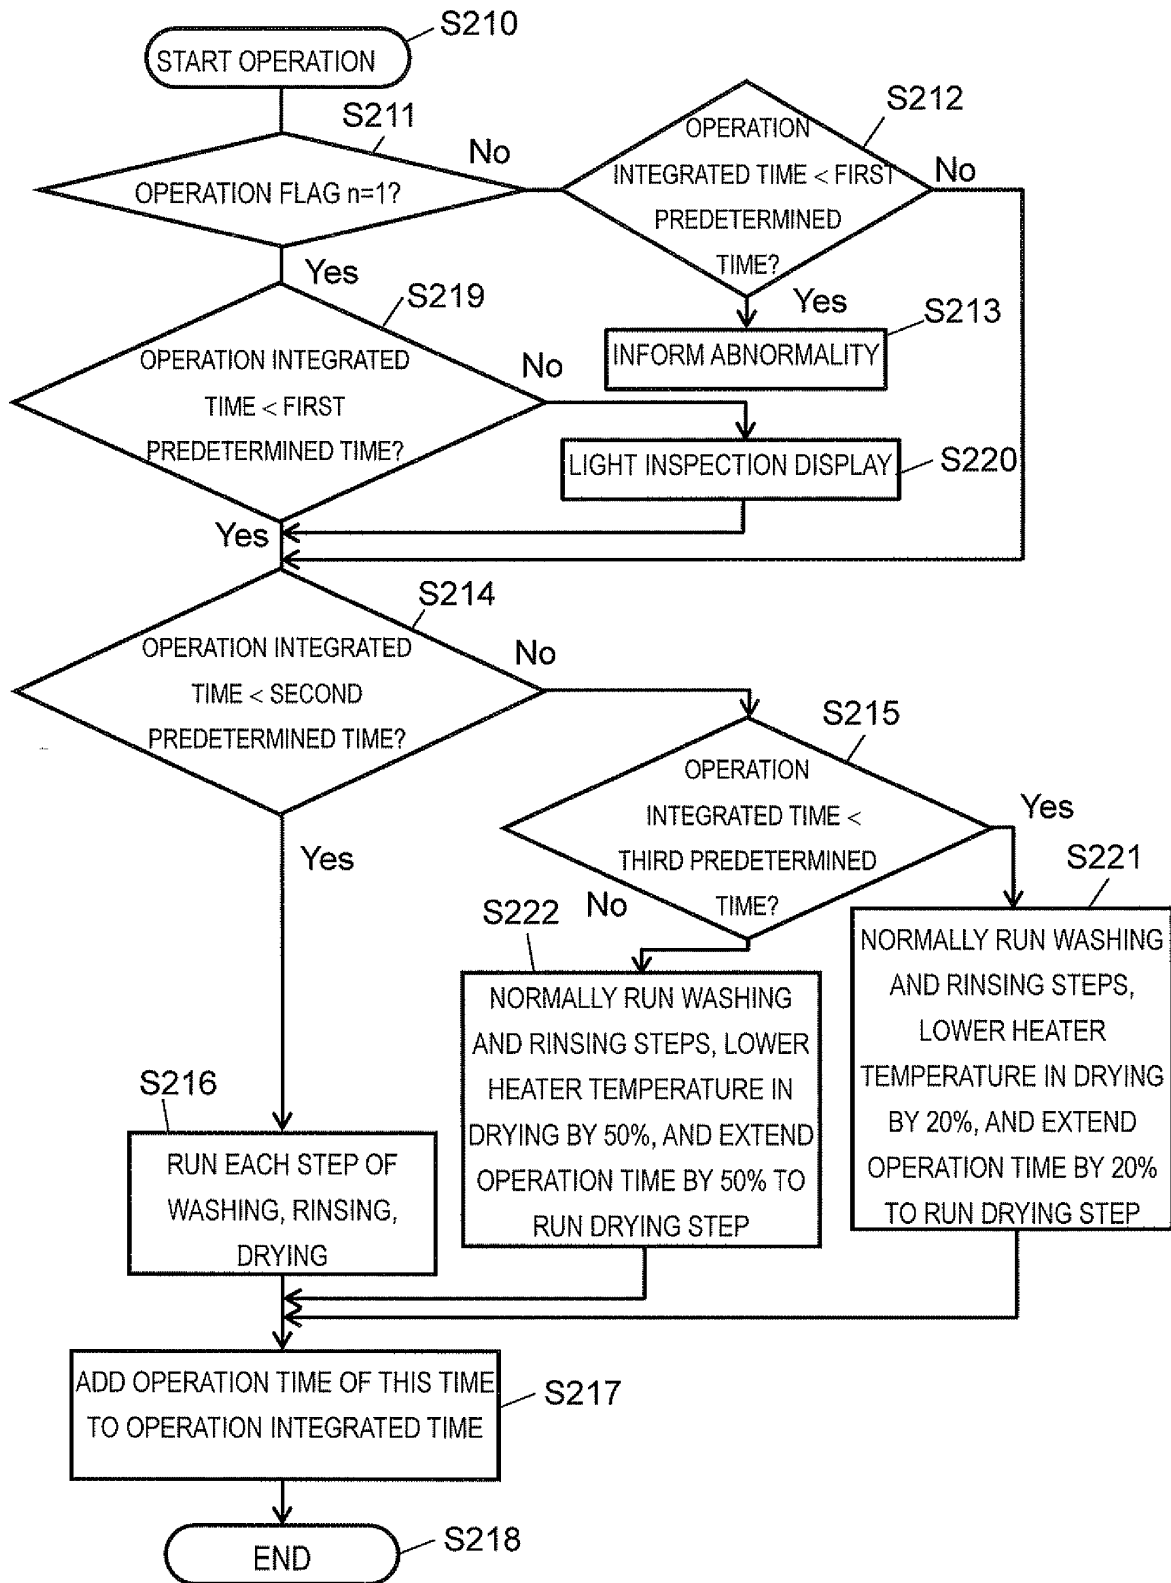 S210
START OPERATION
S211
OPERATION FLAG n=1?
No
Yes
S212
OPERATION
INTEGRATED TIME < FIRST
PREDETERMINED
TIME?
No
Yes
S213
INFORM ABNORMALITY
S219
OPERATION INTEGRATED
TIME < FIRST
PREDETERMINED TIME?
No
Yes
LIGHT INSPECTION DISPLAY
S220
S214
OPERATION INTEGRATED
TIME < SECOND
PREDETERMINED TIME?
No
Yes
S215
OPERATION
INTEGRATED TIME <
THIRD PREDETERMINED
TIME?
Yes
No
S221
NORMALLY RUN WASHING
AND RINSING STEPS,
LOWER HEATER
TEMPERATURE IN DRYING
BY 20%, AND EXTEND
OPERATION TIME BY 20%
TO RUN DRYING STEP
S222
NORMALLY RUN WASHING
AND RINSING STEPS, LOWER
HEATER TEMPERATURE IN
DRYING BY 50%, AND EXTEND
OPERATION TIME BY 50% TO
RUN DRYING STEP
S216
RUN EACH STEP OF
WASHING, RINSING,
DRYING
ADD OPERATION TIME OF THIS TIME
TO OPERATION INTEGRATED TIME
S217
END
S218